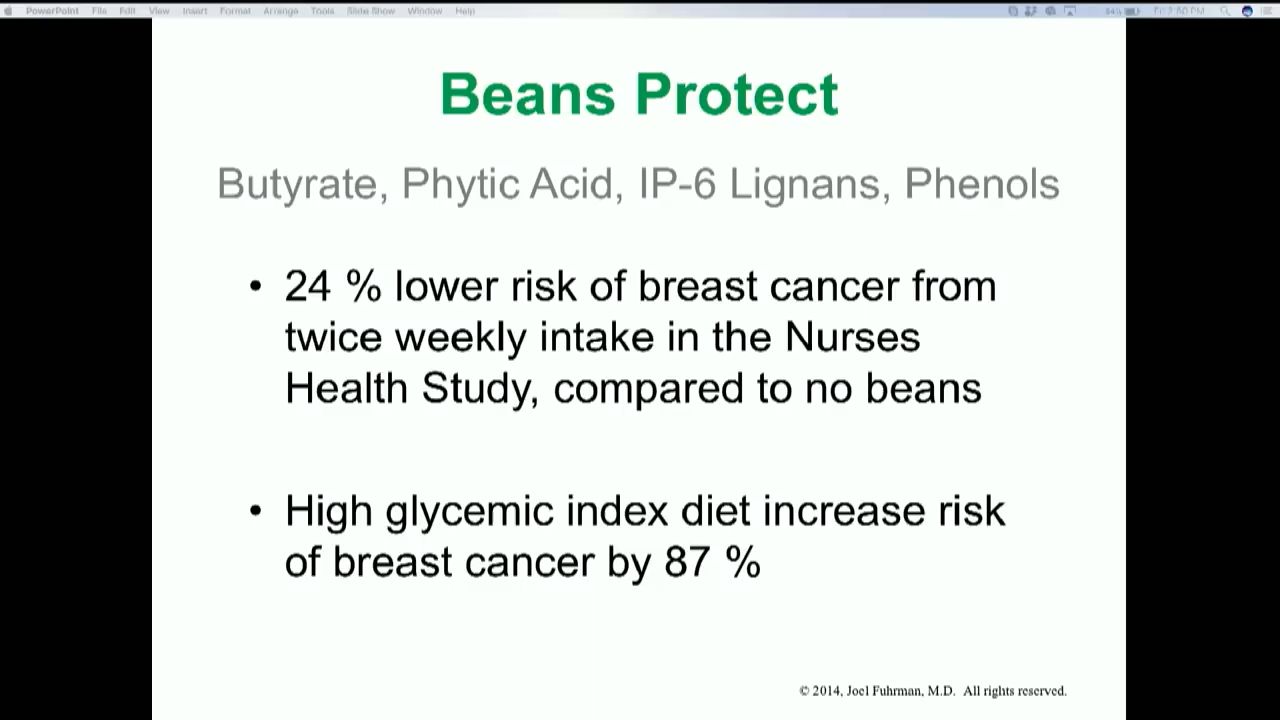 PowerPoint File Edit View Insert Format Arrange Tools Slide Show Window Help
Beans Protect
Butyrate, Phytic Acid, IP-6 Lignans, Phenols
• 24 % lower risk of breast cancer from
twice weekly intake in the Nurses
Health Study, compared to no beans
• High glycemic index diet increase risk
of breast cancer by 87 %
© 2014, Joel Fuhrman, M.D. All rights reserved.